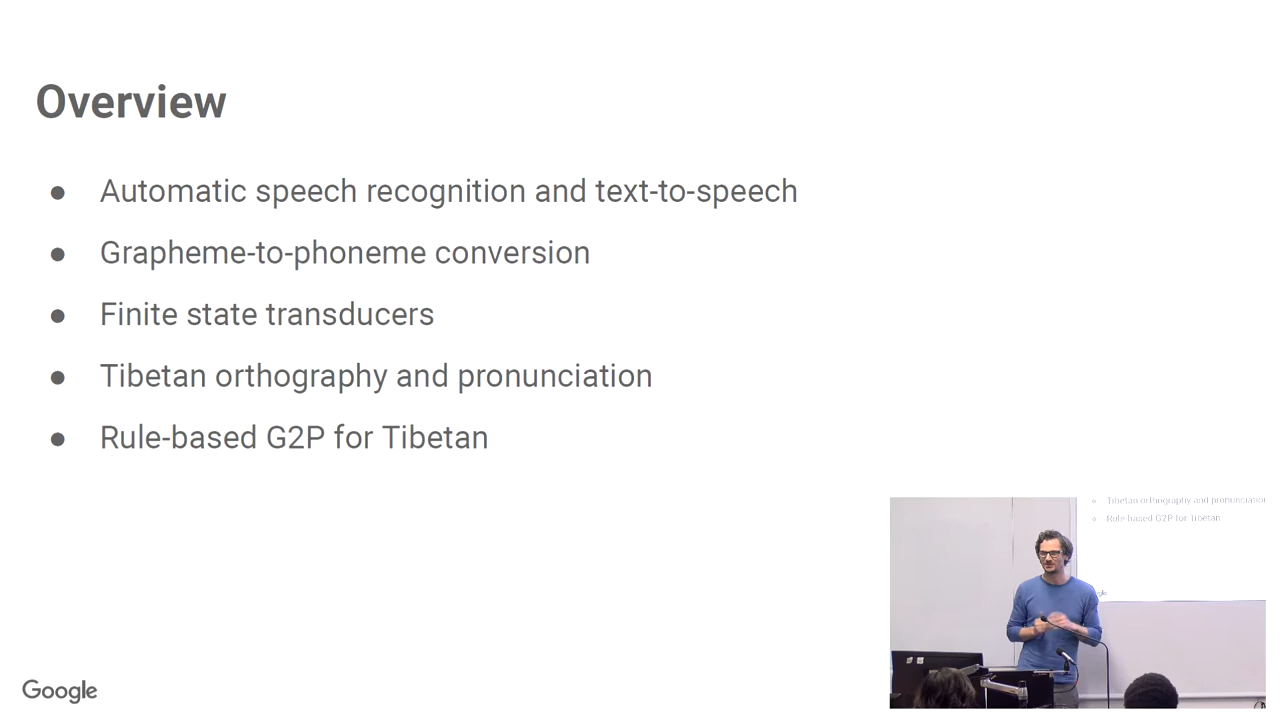 Overview
● Automatic speech recognition and text-to-speech
● Grapheme-to-phoneme conversion
● Finite state transducers
● Tibetan orthography and pronunciation
● Rule-based G2P for Tibetan
Tibetan orthography and pronunciation
Rule-based G2P for Tibetan
Google